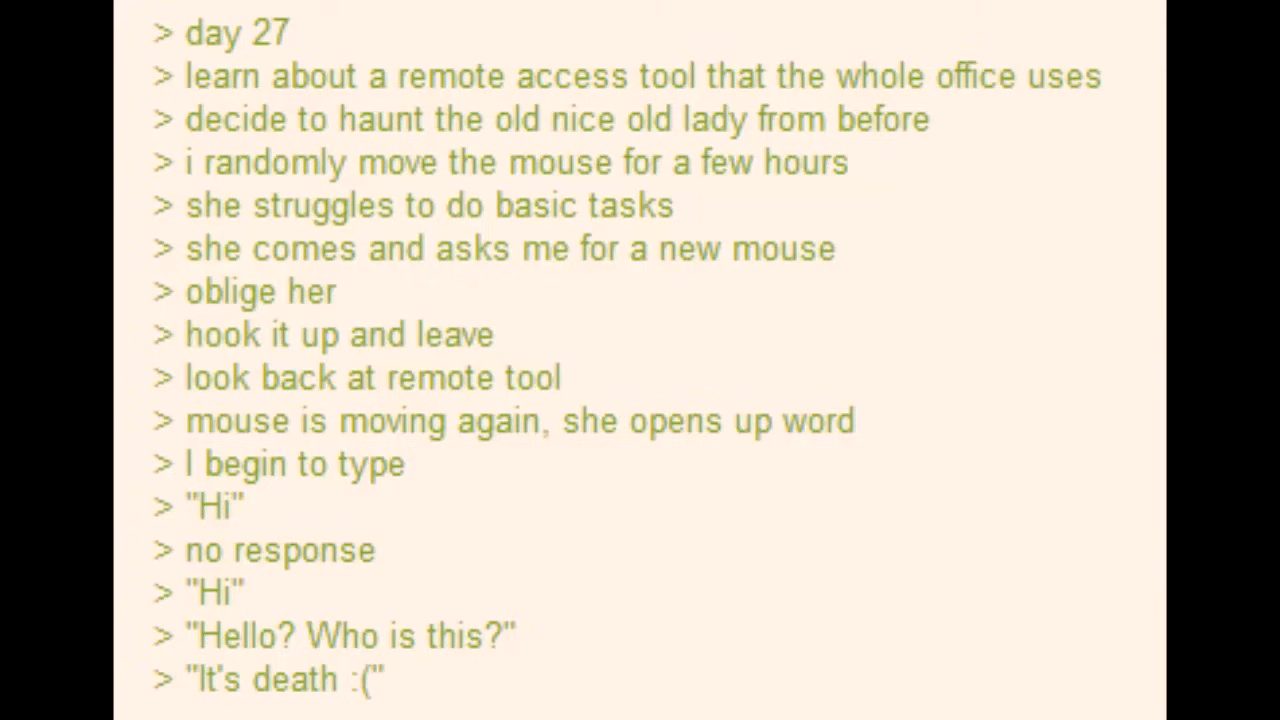 > day 27
> learn about a remote access tool that the whole office uses
> decide to haunt the old nice old lady from before
> i randomly move the mouse for a few hours
> she struggles to do basic tasks
> she comes and asks me for a new mouse
> oblige her
> hook it up and leave
> look back at remote tool
> mouse is moving again, she opens up word
> I begin to type
> "Hi"
> no response
> "Hi"
> "Hello? Who is this?"
> "It's death :("